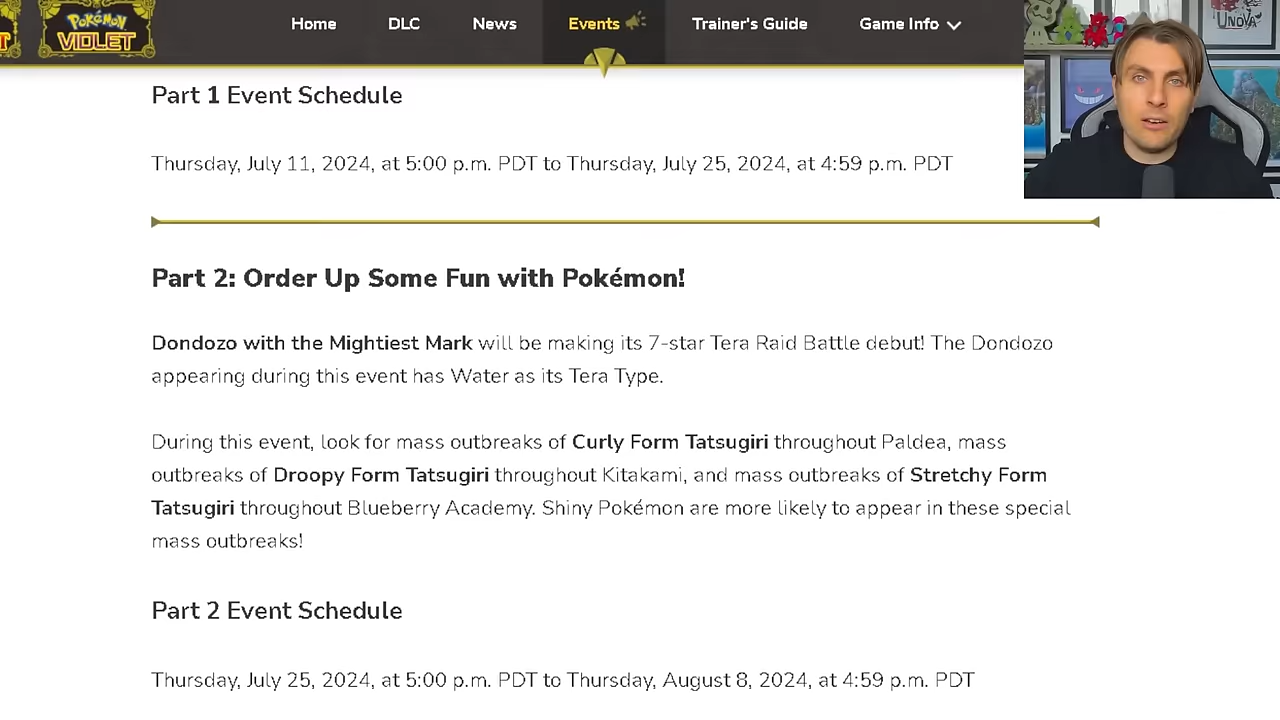 Pokémon
VIOLET
Home
DLC
News
Events
Trainer's Guide
Game Info
UNOVA
Part 1 Event Schedule
Thursday, July 11, 2024, at 5:00 p.m. PDT to Thursday, July 25, 2024, at 4:59 p.m. PDT
Part 2: Order Up Some Fun with Pokémon!
Dondozo with the Mightiest Mark will be making its 7-star Tera Raid Battle debut! The Dondozo
appearing during this event has Water as its Tera Type.
During this event, look for mass outbreaks of Curly Form Tatsugiri throughout Paldea, mass
outbreaks of Droopy Form Tatsugiri throughout Kitakami, and mass outbreaks of Stretchy Form
Tatsugiri throughout Blueberry Academy. Shiny Pokémon are more likely to appear in these special
mass outbreaks!
Part 2 Event Schedule
Thursday, July 25, 2024, at 5:00 p.m. PDT to Thursday, August 8, 2024, at 4:59 p.m. PDT